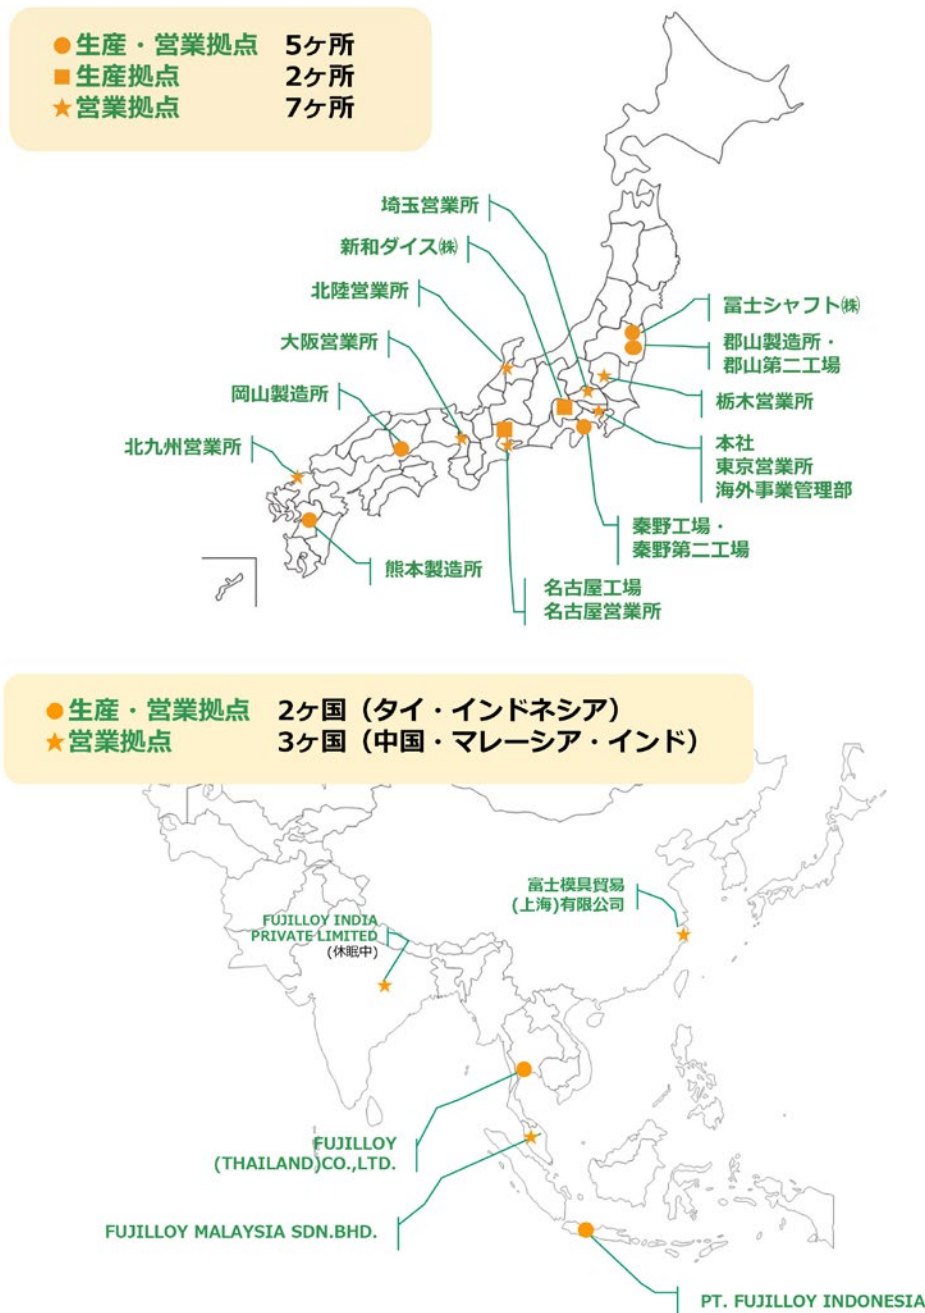 生産・営業拠点 5ヶ所
生産拠点 2ヶ所
営業拠点 7ヶ所
埼玉営業所
新和ダイス㈱
北陸営業所
大阪営業所
岡山製造所
北九州営業所
冨士シャフト㈱
郡山製造所・
郡山第二工場
栃木営業所
本社
東京営業所
海外事業管理部
秦野工場・
秦野第二工場
熊本製造所
名古屋工場
名古屋営業所
生産・営業拠点 2ヶ国（タイ・インドネシア）
営業拠点 3ヶ国（中国・マレーシア・インド）
富士模具貿易
(上海)有限公司
FUJILLOY INDIA
PRIVATE LIMITED
(休眠中)
FUJILLOY
(THAILAND)CO.,LTD.
FUJILLOY MALAYSIA SDN.BHD.
PT. FUJILLOY INDONESIA